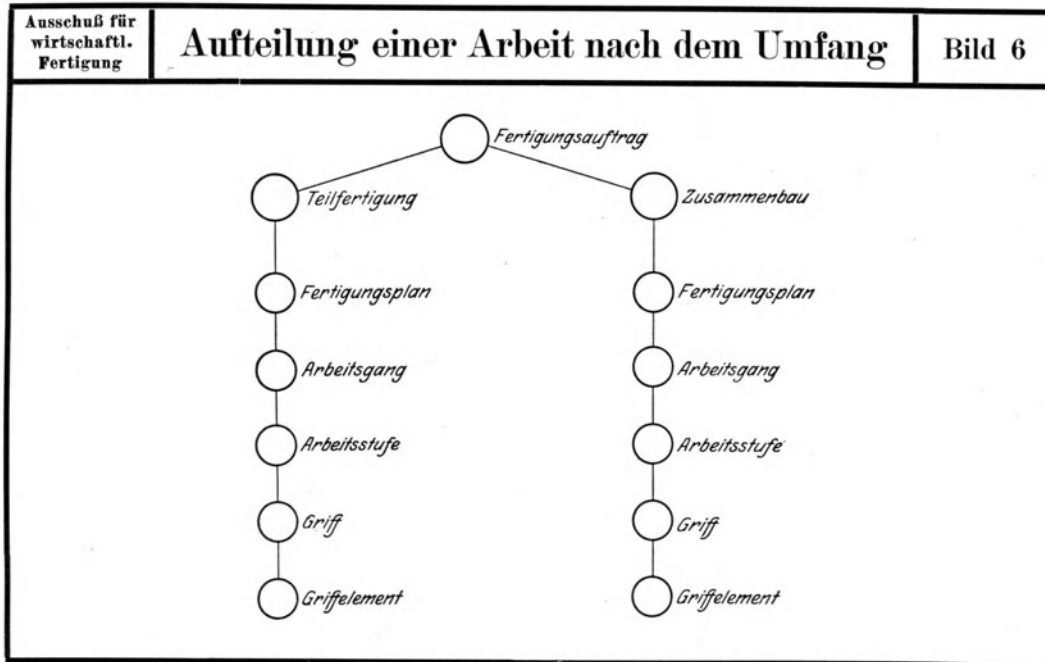 Ausschuß für
wirtschaftl.
Fertigung
Aufteilung einer Arbeit nach dem Umfang
Bild 6
Fertigungsauftrag
Teilfertigung
Zusammenbau
Fertigungsplan
Fertigungsplan
Arbeitsgang
Arbeitsgang
Arbeitsstufe
Arbeitsstufe
Griff
Griff
Griffelement
Griffelement